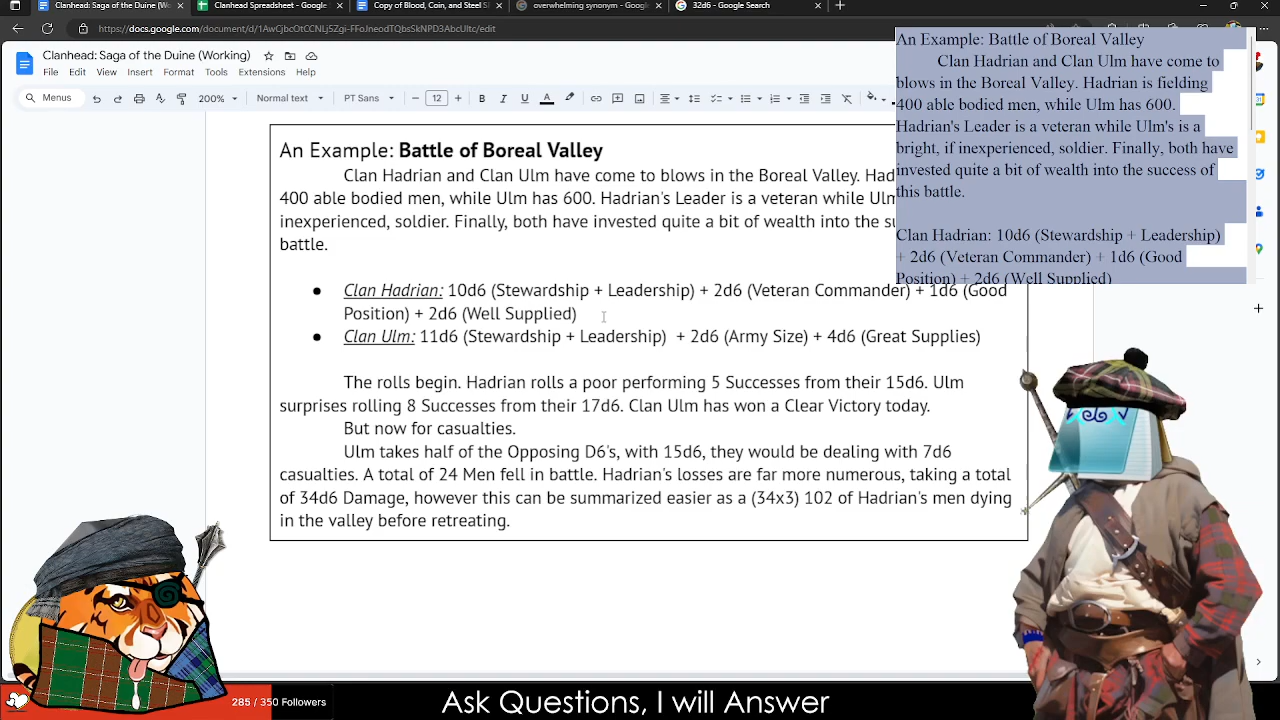 Clanhead: Saga of the Duine (Wo
Clanhead Spreadsheet - Google
Copy of Blood, Coin, and Steel S
overwhelming synonym - Google
32d6 - Google Search
https://docs.google.com/document/d/1AwCjbcOtCCNLj5Zgi-FFoJneodTQbsSkNPD3AbcUltc/edit
Clanhead: Saga of the Duine (Working)
File Edit View Insert Format Tools Extensions Help
Menus 200% Normal text PT Sans 12 B I U A
An Example: Battle of Boreal Valley
Clan Hadrian and Clan Ulm have come to blows in the Boreal Valley. Had
400 able bodied men, while Ulm has 600. Hadrian's Leader is a veteran while Ulm
inexperienced, soldier. Finally, both have invested quite a bit of wealth into the su
battle.
Clan Hadrian: 10d6 (Stewardship + Leadership) + 2d6 (Veteran Commander) + 1d6 (Good
Position) + 2d6 (Well Supplied)
Clan Ulm: 11d6 (Stewardship + Leadership) + 2d6 (Army Size) + 4d6 (Great Supplies)
The rolls begin. Hadrian rolls a poor performing 5 Successes from their 15d6. Ulm
surprises rolling 8 Successes from their 17d6. Clan Ulm has won a Clear Victory today.
But now for casualties.
Ulm takes half of the Opposing D6's, with 15d6, they would be dealing with 7d6
casualties. A total of 24 Men fell in battle. Hadrian's losses are far more numerous, taking a total
of 34d6 Damage, however this can be summarized easier as a (34x3) 102 of Hadrian's men dying
in the valley before retreating.
An Example: Battle of Boreal Valley
Clan Hadrian and Clan Ulm have come to
blows in the Boreal Valley. Hadrian is fielding
400 able bodied men, while Ulm has 600.
Hadrian's Leader is a veteran while Ulm's is a
bright, if inexperienced, soldier. Finally, both have
invested quite a bit of wealth into the success of
this battle.
Clan Hadrian: 10d6 (Stewardship + Leadership)
+ 2d6 (Veteran Commander) + 1d6 (Good
Position) + 2d6 (Well Supplied)
285 / 350 Followers
Ask Questions, I will Answer